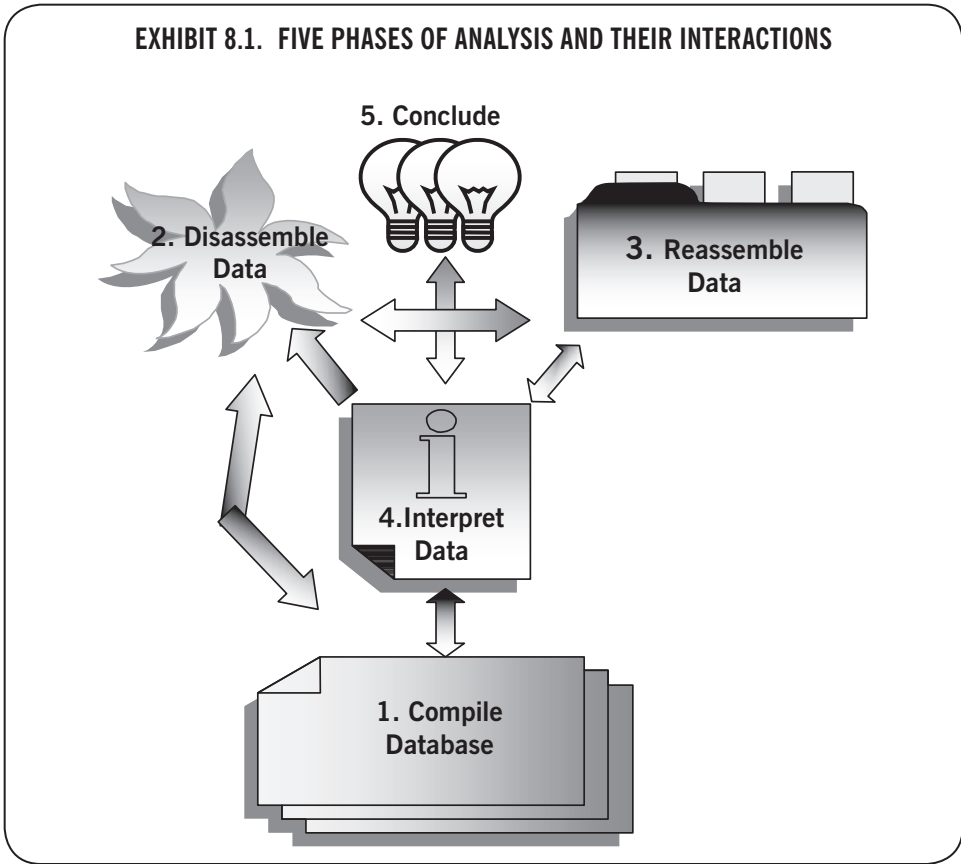 EXHIBIT 8.1. FIVE PHASES OF ANALYSIS AND THEIR INTERACTIONS
5. Conclude
2. Disassemble
Data
3. Reassemble
Data
4.Interpret
Data
1. Compile
Database